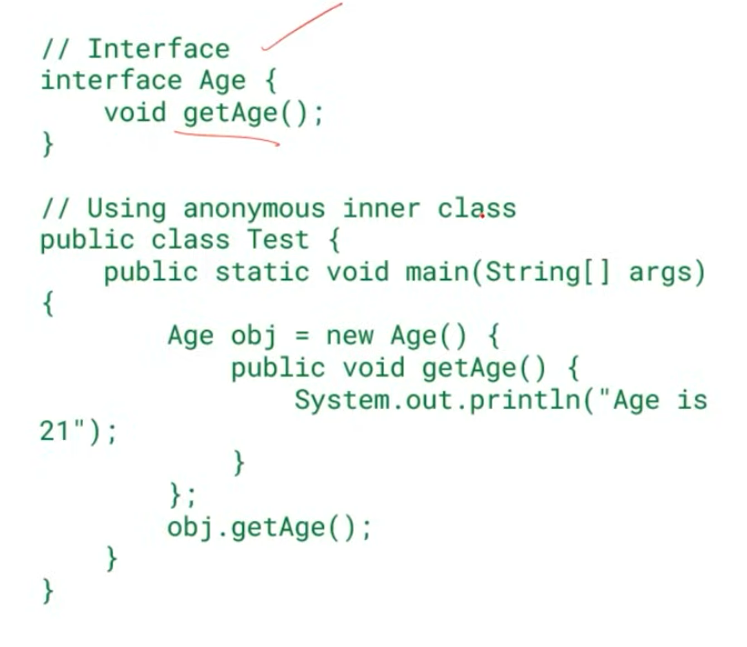 // Interface
interface Age {
    void getAge();
}

// Using anonymous inner class
public class Test {
    public static void main(String[] args)
{
        Age obj = new Age() {
            public void getAge() {
                System.out.println("Age is
21");
            }
        };
        obj.getAge();
    }
}